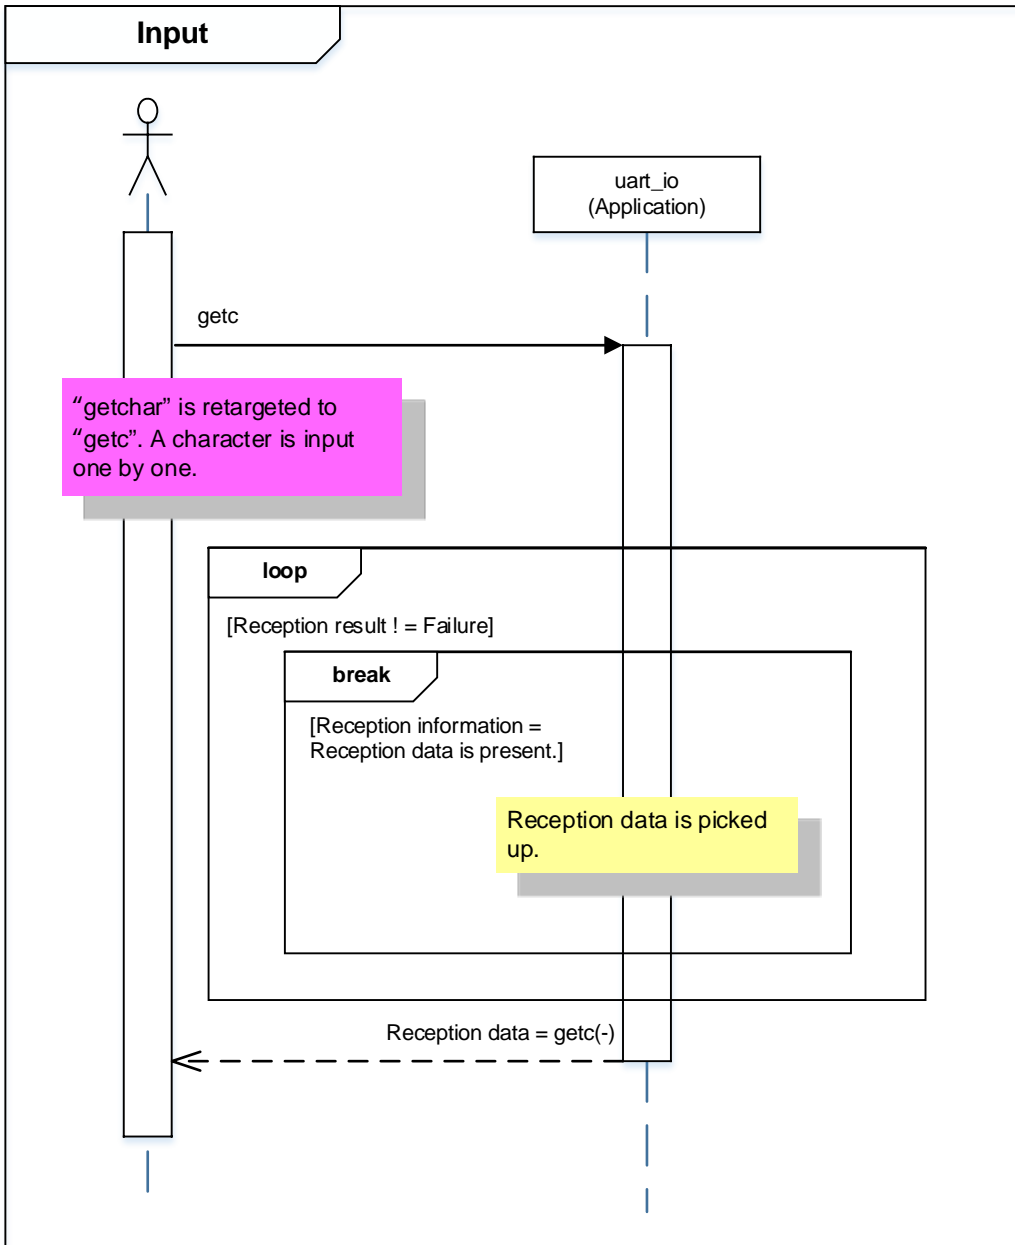 Input
uart_io
(Application)
getc
“getchar” is retargeted to
“getc”. A character is input
one by one.
loop
[Reception result ! = Failure]
break
[Reception information =
Reception data is present.]
Reception data is picked
up.
Reception data = getc(-)